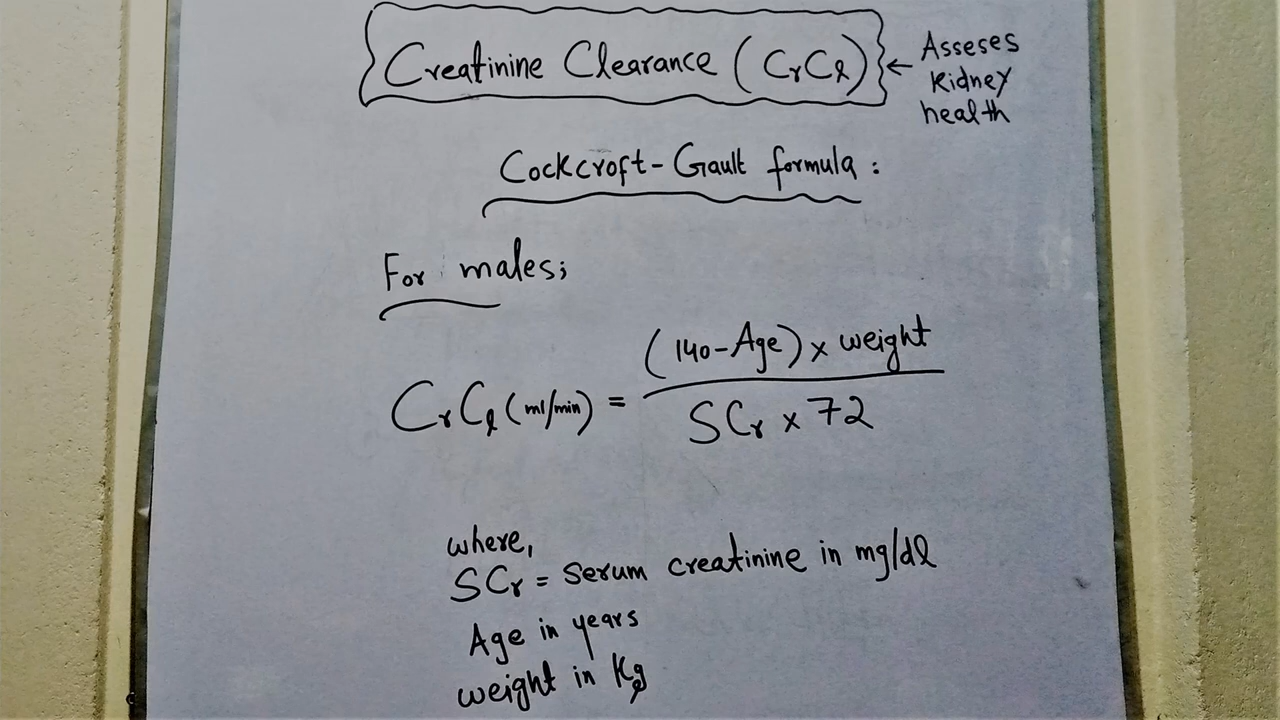 Creatinine Clearance (CrCl) ← Asseses
Kidney
health
Cockcroft-Gault formula:
For males;
CrCl (ml/min) = (140-Age) x weight
SCr x 72
where,
SCr = Serum creatinine in mg/dl
Age in years
weight in Kg